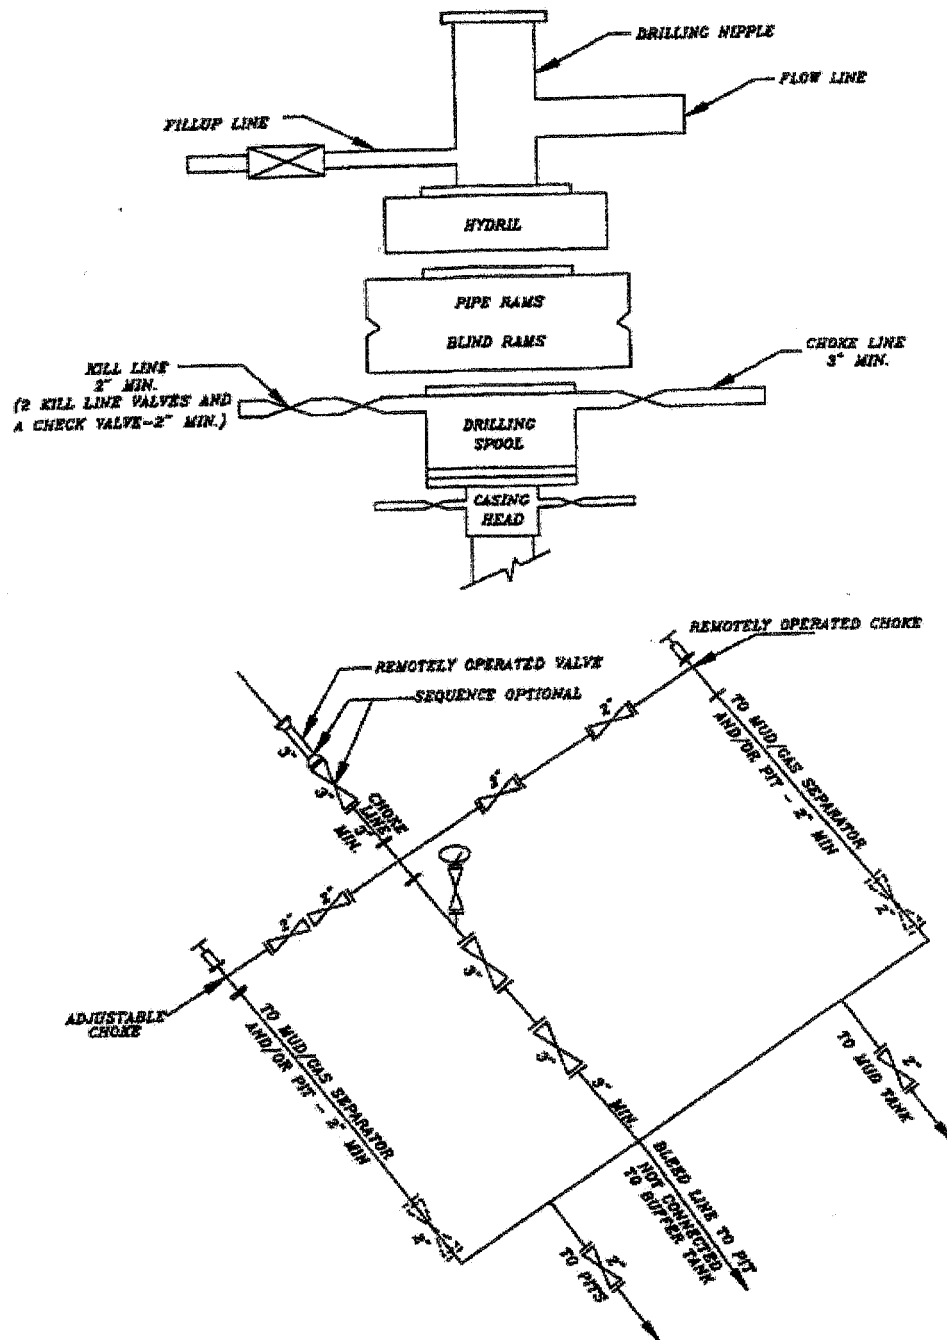 DRILLING NIPPLE
FLOW LINE
FILLUP LINE
HYDRIL
PIPE RAMS
BLIND RAMS
CHOKE LINE
3" MIN.
KILL LINE
2" MIN.
(2 KILL LINE VALVES AND
A CHECK VALVE-2" MIN.)
DRILLING
SPOOL
CASING
HEAD
REMOTELY OPERATED CHOKE
REMOTELY OPERATED VALVE
SEQUENCE OPTIONAL
3"
3"
CHOKE
LINE
3"
MIN.
2"
2"
TO MUD/GAS SEPARATOR
AND/OR PIT - 2" MIN
2"
2"
2"
3"
ADJUSTABLE
CHOKE
TO MUD/GAS SEPARATOR
AND/OR PIT - 2" MIN
2"
3"
3" MIN.
TO MUD TANK
2"
BLEED LINE TO PIT
NOT CONNECTED
TO BUFFER TANK
TO PITS
2"